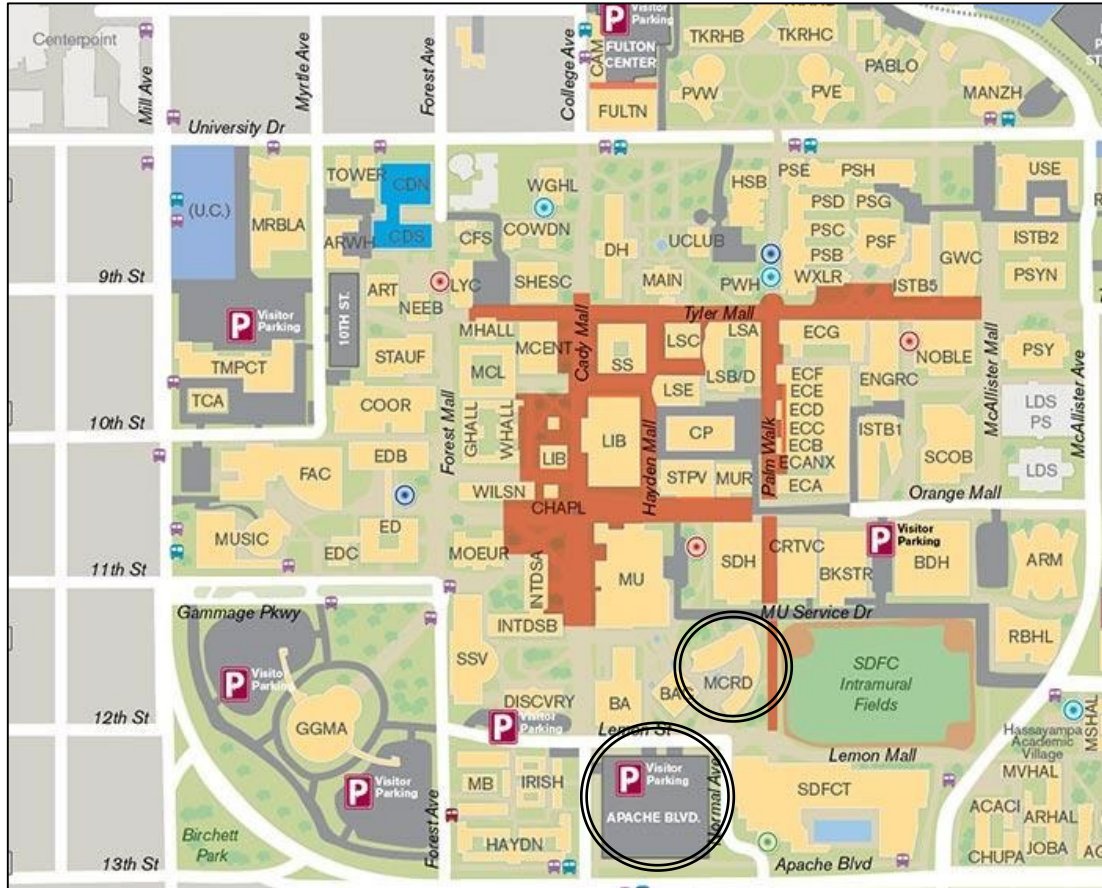 Centerpoint
Mill Ave
Myrtle Ave
Forest Ave
College Ave
CAM
P Visitor Parking
FULTON
CENTER
FULTN
TKRHB
TKRHC
PABLO
PVW
PVE
MANZH
P
ST
University Dr
(U.C.)
MRBLA
TOWER
CDN
CDS
ARWH
CFS
WGHL
COWDN
DH
HSB
UCLUB
PSE
PSH
PSD
PSG
PSC
PSF
PSB
USE
ISTB2
GWC
PSYN
9th St
ART
NEEB
LYC
SHESC
MAIN
PWH
WXLR
ISTB5
P Visitor
Parking
10TH ST.
MHALL
MCENT
Cady Mall
Tyler Mall
SS
LSC
LSA
ECG
NOBLE
McAllister Mall
PSY
McAllister Ave
TMPCT
STAUF
MCL
LSE
LSB/D
ECF
ECE
ENGRC
TCA
COOR
Forest Mall
GHALL
WHALL
LIB
LIB
Hayden Mall
CP
Palm Walk
ECD
ECC
ECB
ISTB1
SCOB
LDS
PS
LDS
10th St
FAC
EDB
WILSN
CHAPL
STPV
MUR
ECANX
ECA
Orange Mall
MUSIC
EDC
ED
MOEUR
INTDSA
MU
SDH
CRTVC
BKSTR
P Visitor
Parking
BDH
ARM
11th St
Gammage Pkwy
INTDSB
MU Service Dr
RBHL
P Visitor
Parking
SSV
BA
BAC
MCRD
SDFC
Intramural
Fields
DISCVRY
12th St
GGMA
P Visitor
Parking
Lemon St
Lemon Mall
Hassayampa
Academic
Village
MSHAL
P Visitor
Parking
MB
IRISH
P Visitor
Parking
Normal Ave
SDFCT
MVHAL
ACACI
ARHAL
Birchett
Park
Forest Ave
HAYDN
APACHE BLVD.
Apache Blvd
CHUPA
JOBA
13th St